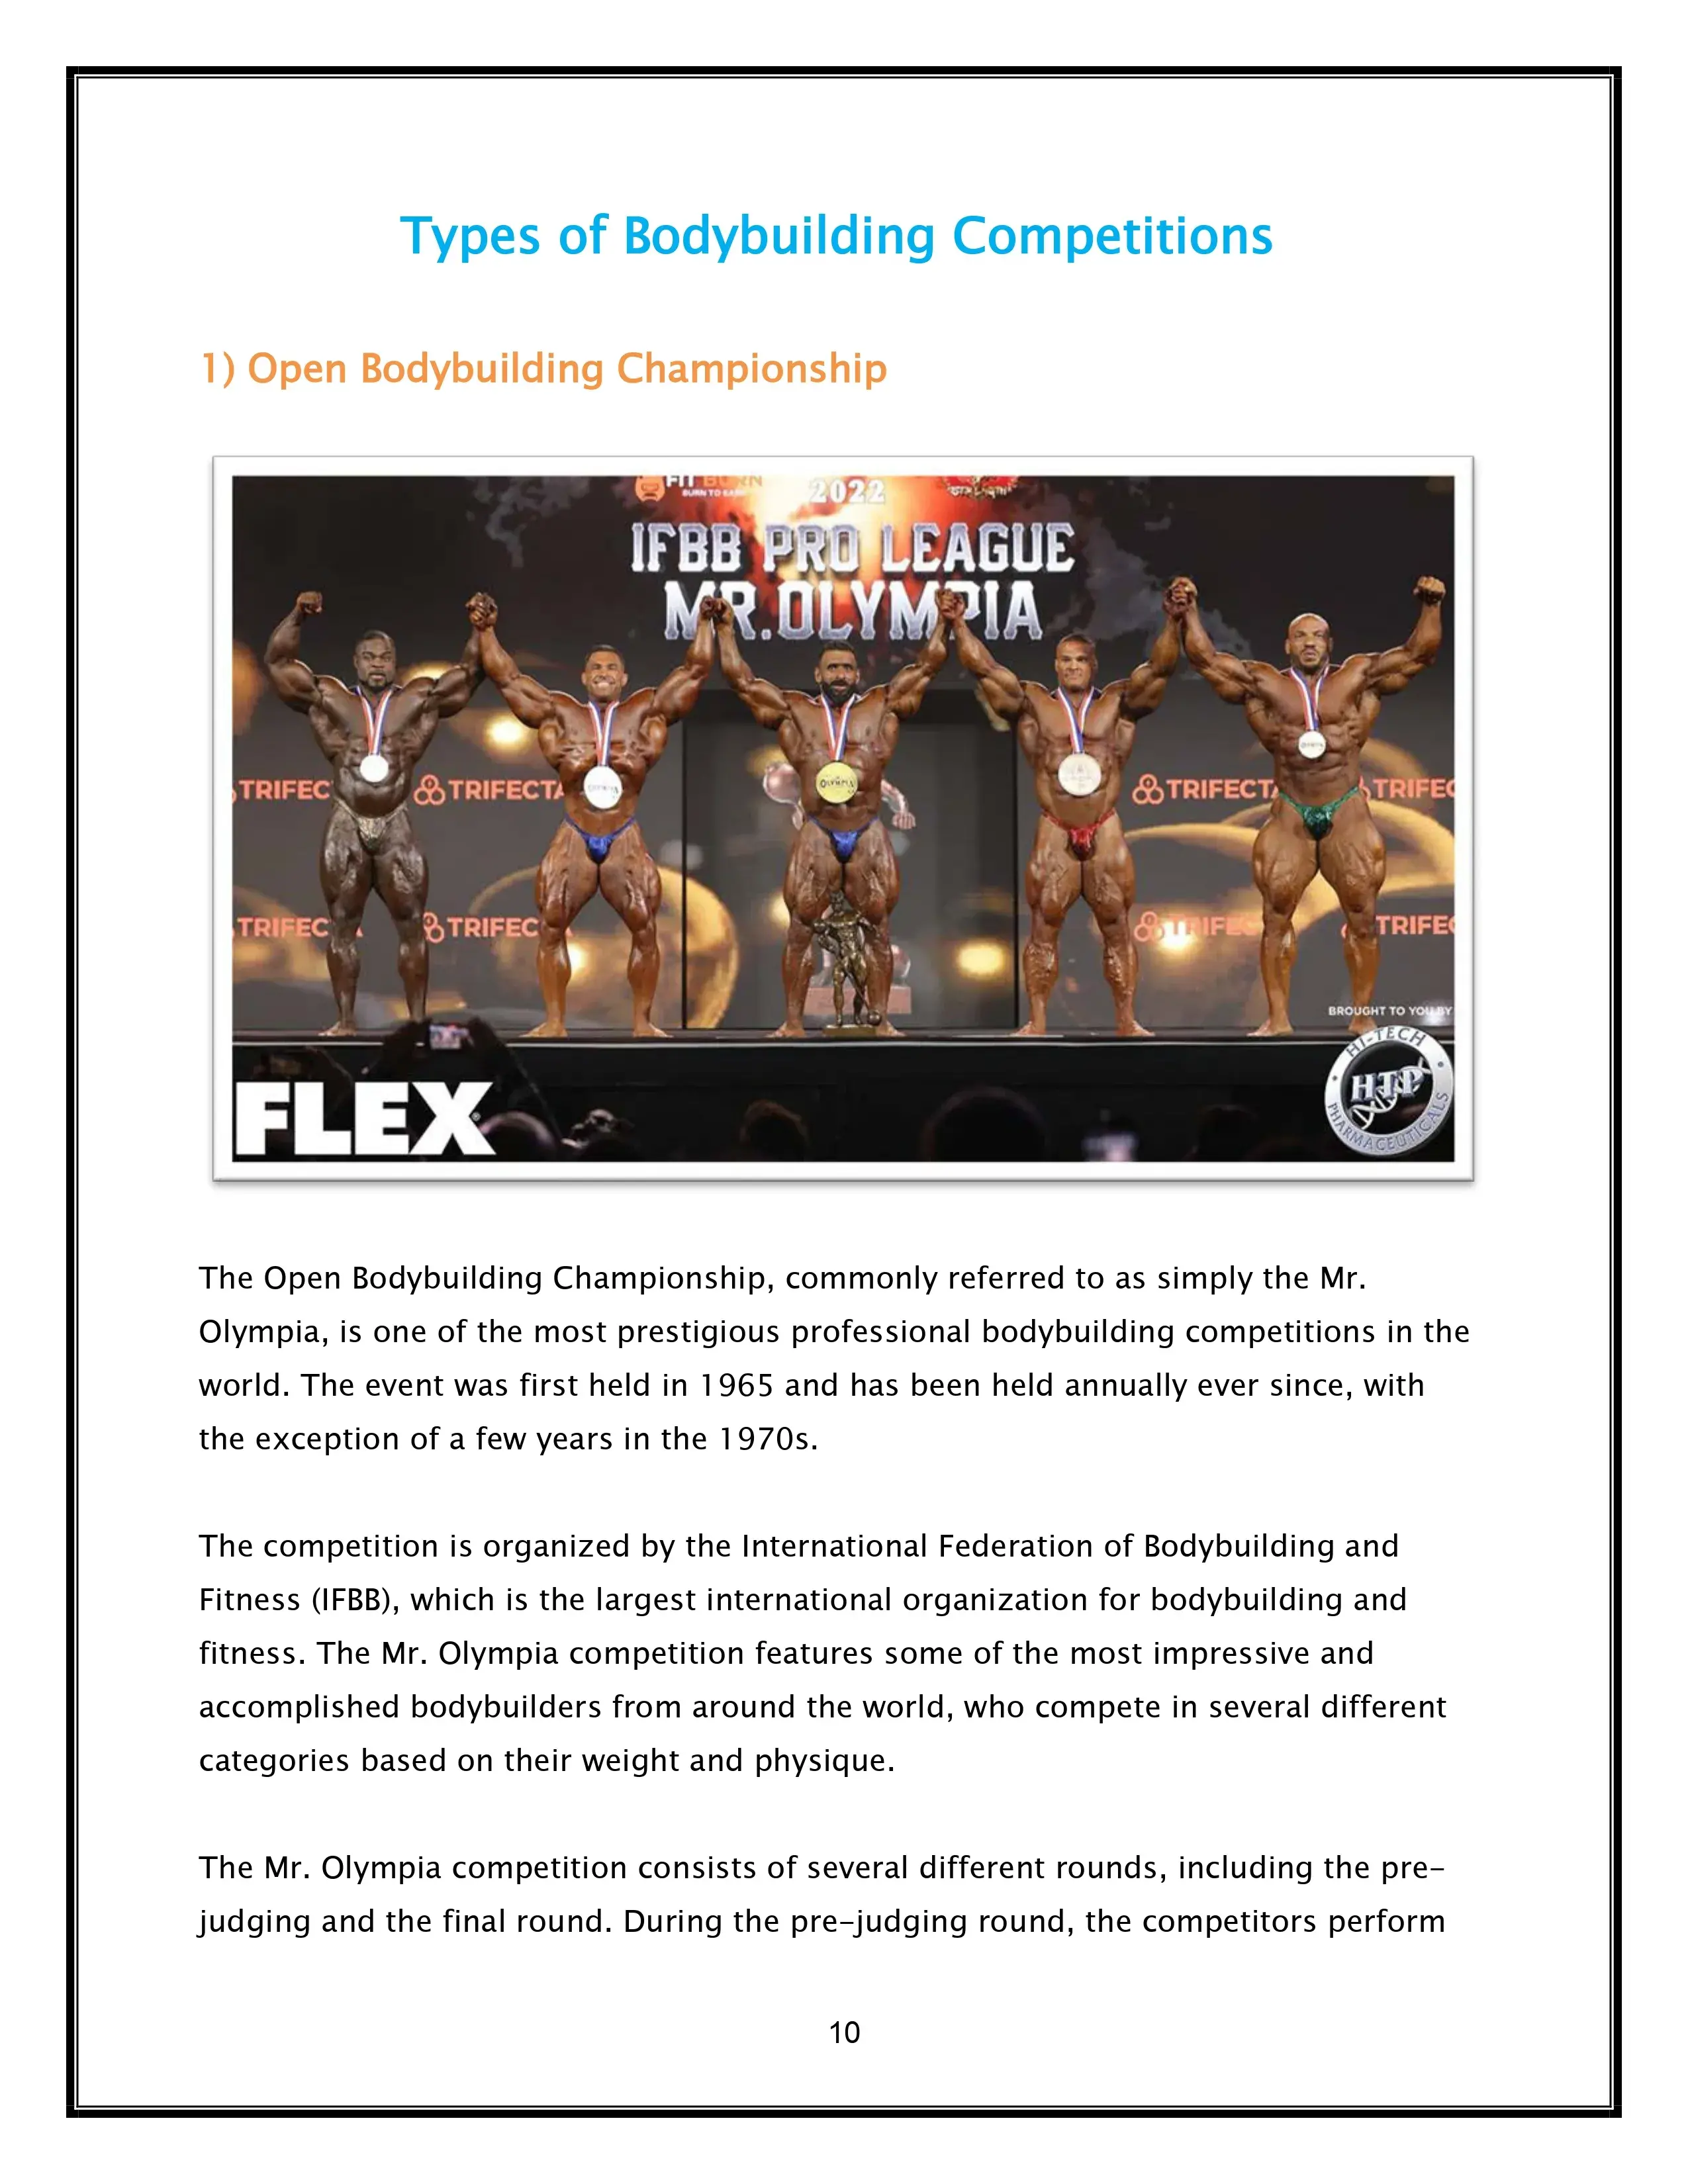 Types of Bodybuilding Competitions
1) Open Bodybuilding Championship
FIT BURN
BURN TO
2022
IFBB PRO LEAGUE
MR.OLYMPIA
OLYMPIA
TRIFEC TRIFECTA TRIFECTA TRIFEC
TRIFEC TRIFEC TRIFE TRIFE
BROUGHT TO YOU BY
HI-TECH
HTP
PHARMACEUTICALS
FLEX
The Open Bodybuilding Championship, commonly referred to as simply the Mr.
Olympia, is one of the most prestigious professional bodybuilding competitions in the
world. The event was first held in 1965 and has been held annually ever since, with
the exception of a few years in the 1970s.
The competition is organized by the International Federation of Bodybuilding and
Fitness (IFBB), which is the largest international organization for bodybuilding and
fitness. The Mr. Olympia competition features some of the most impressive and
accomplished bodybuilders from around the world, who compete in several different
categories based on their weight and physique.
The Mr. Olympia competition consists of several different rounds, including the pre-
judging and the final round. During the pre-judging round, the competitors perform
10